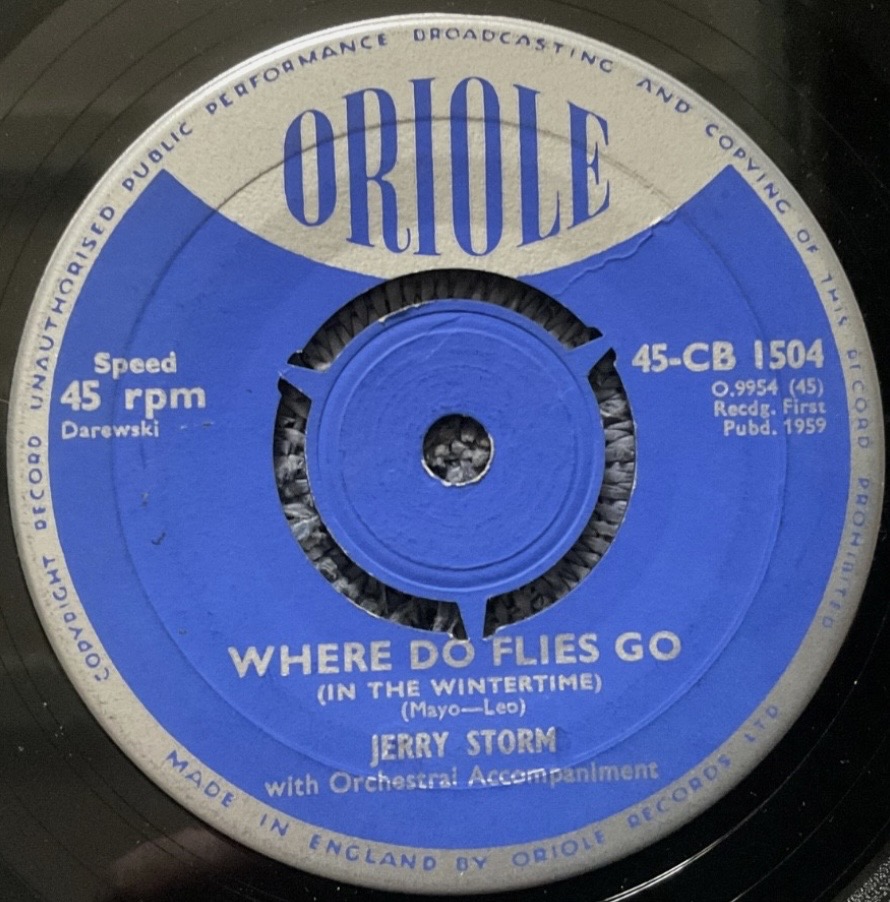 COPYRIGHT RECORD UNAUTHORISED PUBLIC PERFORMANCE BROADCASTING AND COPYING OF THIS RECORD PROHIBITED
ORIOLE
Speed
45 rpm
Darewski
45-CB 1504
O.9954 (45)
Recdg. First
Pubd. 1959
WHERE DO FLIES GO
(IN THE WINTERTIME)
(Mayo—Leo)
JERRY STORM
with Orchestral Accompaniment
MADE IN ENGLAND BY ORIOLE RECORDS LTD